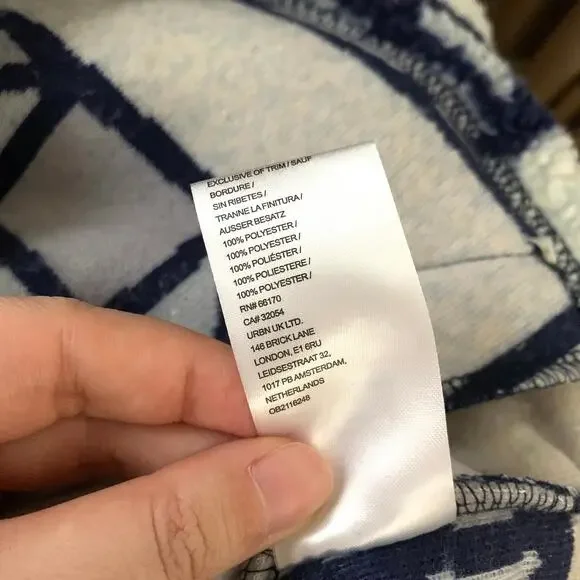 EXCLUSIVE OF TRIM / SAUF
BORDURE /
SIN RIBETES /
TRANNE LA FINITURA /
AUSSER BESATZ
100% POLYESTER /
100% POLYESTER /
100% POLIÉSTER /
100% POLIESTERE /
100% POLYESTER /
RN# 66170
CA# 32054
URBN UK LTD.
146 BRICK LANE
LONDON, E1 6RU
LEIDSESTRAAT 32,
1017 PB AMSTERDAM,
NETHERLANDS
OB2116248